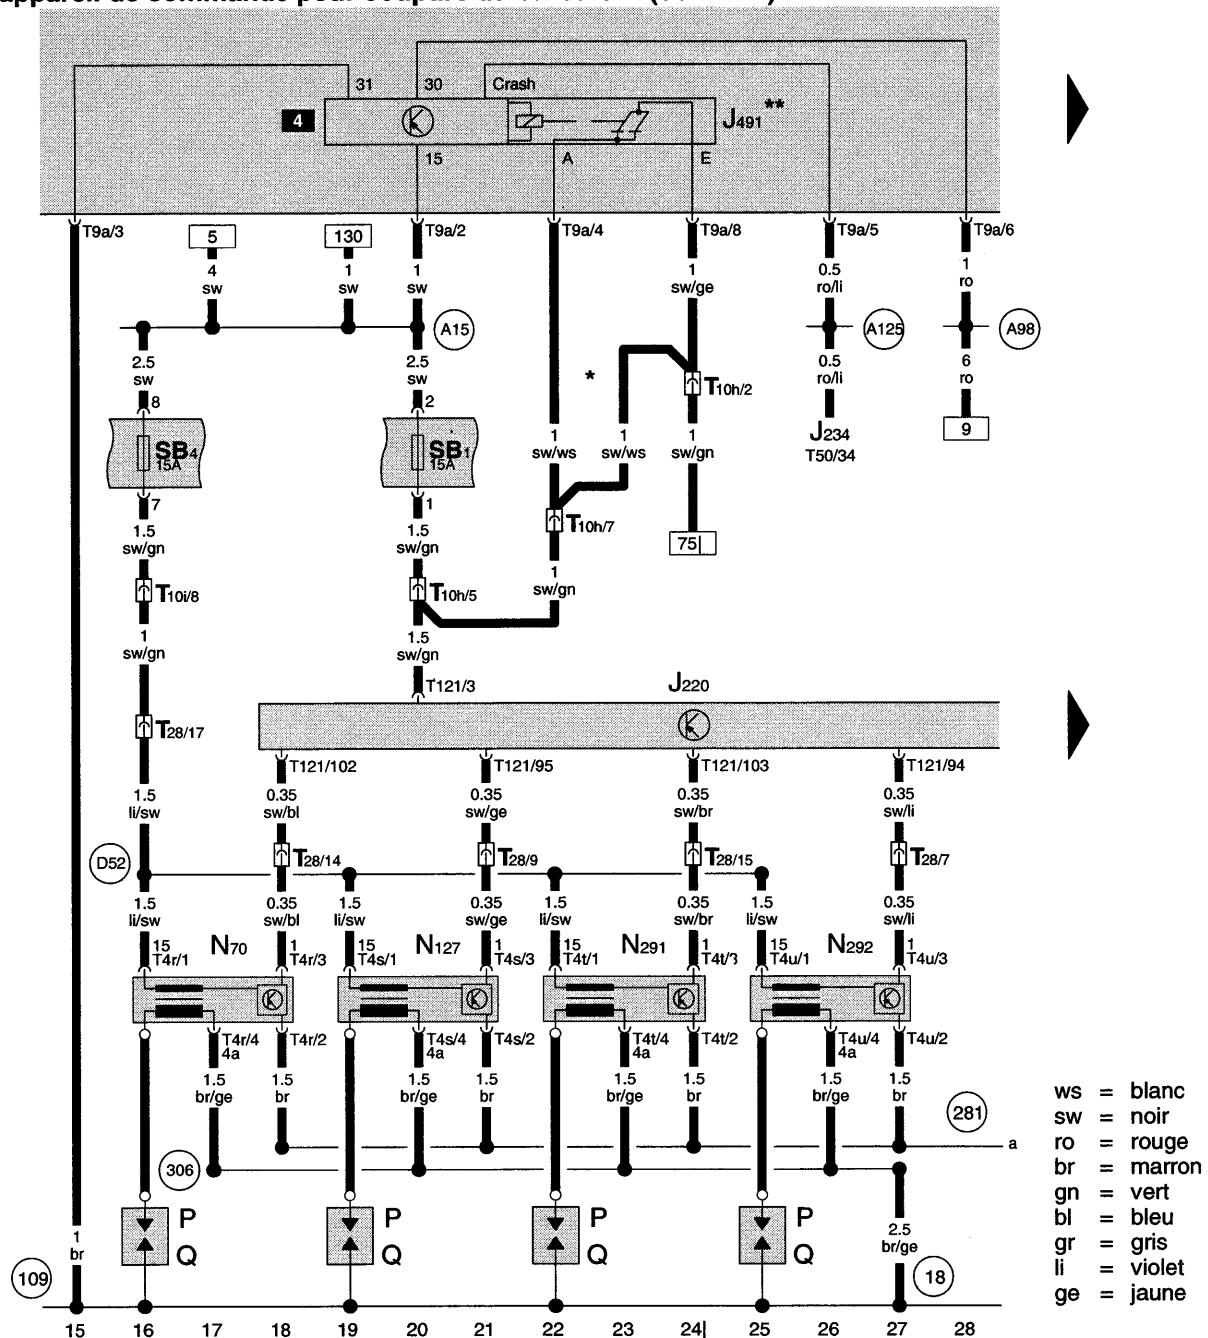 31 30 Crash
4 J491 **
15 A E
T9a/3 5 130 T9a/2 T9a/4 T9a/8 T9a/5 T9a/6
4 1 1 1 0.5 1
sw sw sw sw/ge ro/li ro
A15 A125 A98
2.5 2.5 0.5 6
sw sw * ro/li ro
T10h/2
8 2
9
J234
T50/34
SB4 SB1
15A 15A
1 1 1
sw/ws sw/ws sw/gn
7 1
T10h/7
1.5 1.5 75
sw/gn sw/gn
1
sw/gn
T10i/8 T10h/5
1 1.5
sw/gn sw/gn
T121/3 J220
T28/17
T121/102 T121/95 T121/103 T121/94
1.5 0.35 0.35 0.35 0.35
li/sw sw/bl sw/ge sw/br sw/li
D52 T28/14 T28/9 T28/15 T28/7
1.5 0.35 1.5 0.35 1.5 0.35 1.5 0.35
li/sw sw/bl li/sw sw/ge li/sw sw/br li/sw sw/li
15 N70 1 15 N127 1 15 N291 1 15 N292 1
T4r/1 T4r/3 T4s/1 T4s/3 T4t/1 T4t/3 T4u/1 T4u/3
T4r/4 T4r/2 T4s/4 T4s/2 T4t/4 T4t/2 T4u/4 T4u/2
4a 4a 4a 4a
1.5 1.5 1.5 1.5 1.5 1.5 1.5 1.5
br/ge br br/ge br br/ge br br/ge br
281
a
306
P P P P
Q Q Q Q
1 2.5
br br/ge
109 18
15 16 17 18 19 20 21 22 23 24 25 26 27 28
ws = blanc
sw = noir
ro = rouge
br = marron
gn = vert
bl = bleu
gr = gris
li = violet
ge = jaune